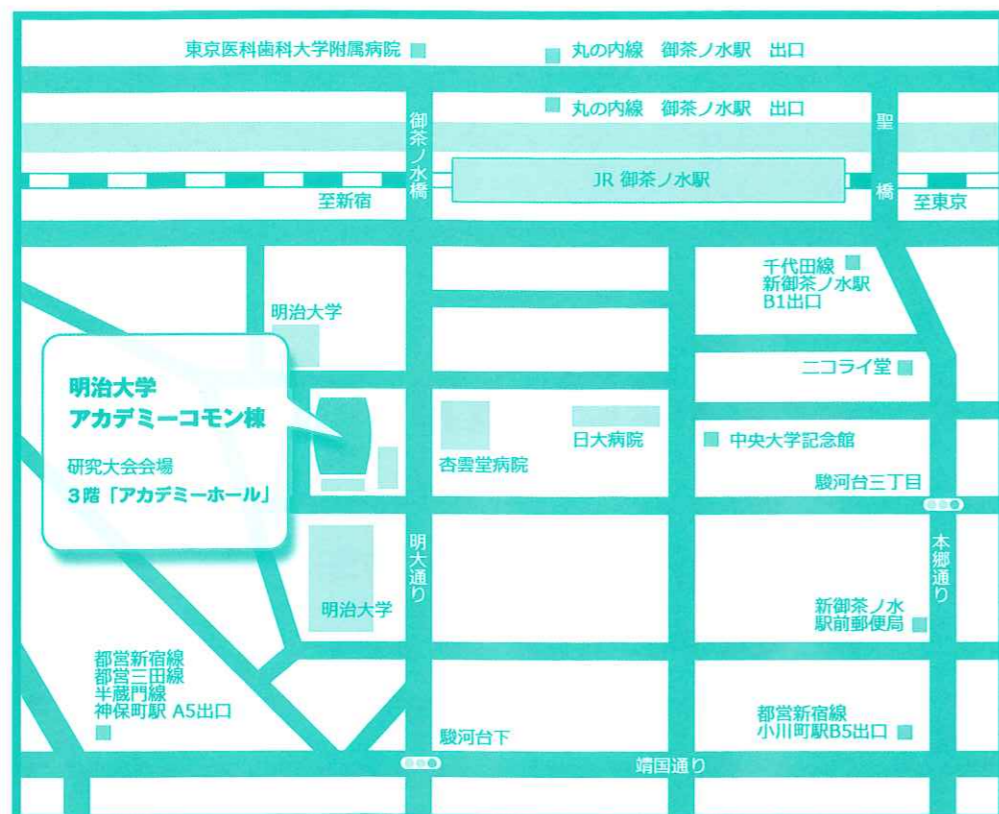 東京医科歯科大学附属病院
丸の内線 御茶ノ水駅 出口
丸の内線 御茶ノ水駅 出口
御茶ノ水橋
聖橋
JR 御茶ノ水駅
至新宿
至東京
千代田線
新御茶ノ水駅
B1出口
明治大学
ニコライ堂
明治大学
アカデミーコモン棟
研究大会会場
3階「アカデミーホール」
杏雲堂病院
日大病院
中央大学記念館
駿河台三丁目
明大通り
本郷通り
明治大学
新御茶ノ水
駅前郵便局
都営新宿線
都営三田線
半蔵門線
神保町駅 A5出口
駿河台下
都営新宿線
小川町駅B5出口
靖国通り